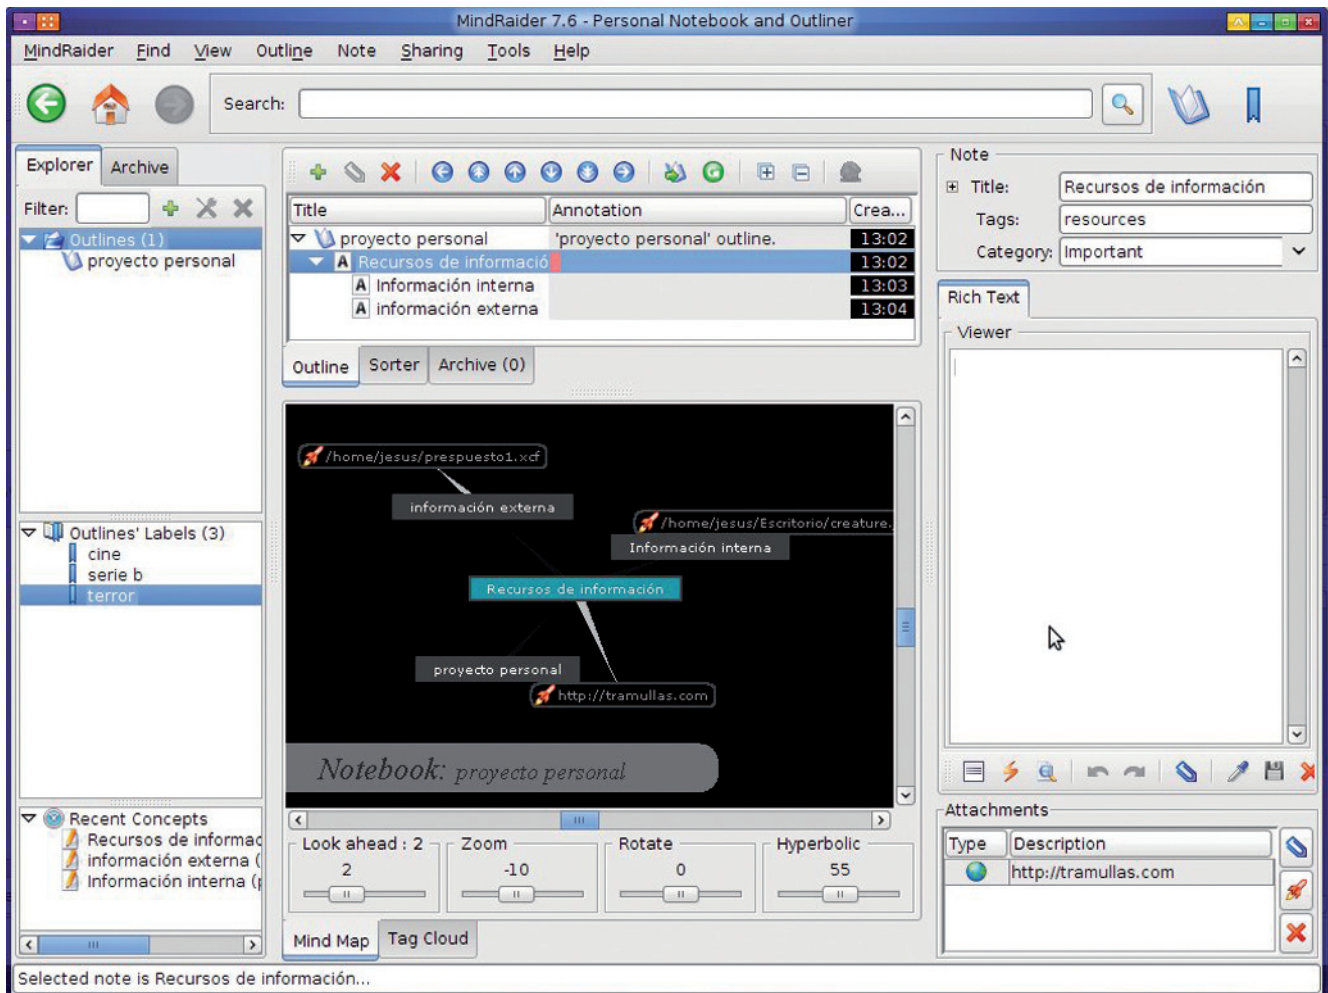 MindRaider 7.6 - Personal Notebook and Outliner
MindRaider Find View Outline Note Sharing Tools Help
Search:
Explorer Archive
Filter:
Outlines (1)
proyecto personal
Outlines' Labels (3)
cine
serie b
terror
Recent Concepts
Recursos de informac
información externa (
Información interna (p
Title Annotation Crea...
proyecto personal 'proyecto personal' outline. 13:02
A Recursos de informació 13:02
A Información interna 13:03
A información externa 13:04
Outline Sorter Archive (0)
/home/jesus/prespuesto1.xcf
información externa
/home/jesus/Escritorio/creature.
Información interna
Recursos de información
proyecto personal
http://tramullas.com
Notebook: proyecto personal
Look ahead : 2 Zoom Rotate Hyperbolic
2 -10 0 55
Mind Map Tag Cloud
Note
Title: Recursos de información
Tags: resources
Category: Important
Rich Text
Viewer
Attachments
Type Description
http://tramullas.com
Selected note is Recursos de información...